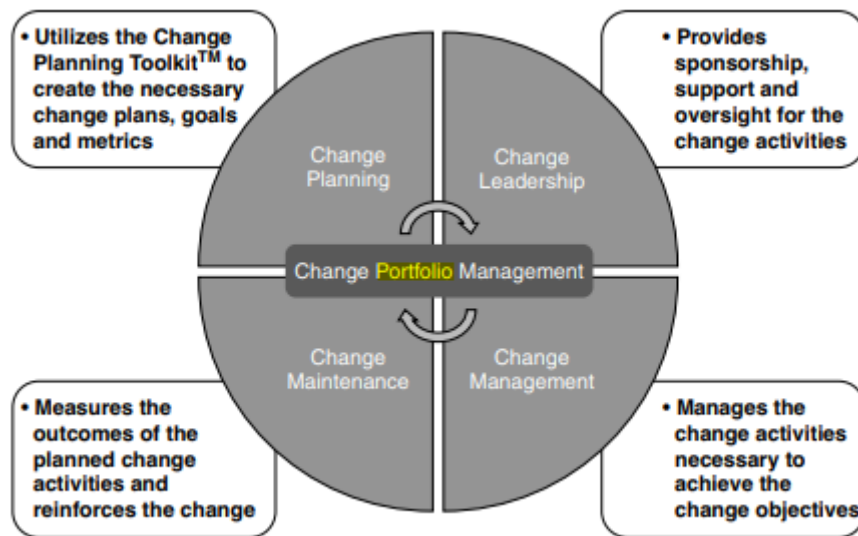 • Utilizes the Change
Planning Toolkit™ to
create the necessary
change plans, goals
and metrics
• Provides
sponsorship,
support and
oversight for the
change activities
Change
Planning
Change
Leadership
Change Portfolio Management
Change
Maintenance
Change
Management
• Measures the
outcomes of the
planned change
activities and
reinforces the change
• Manages the
change activities
necessary to
achieve the
change objectives